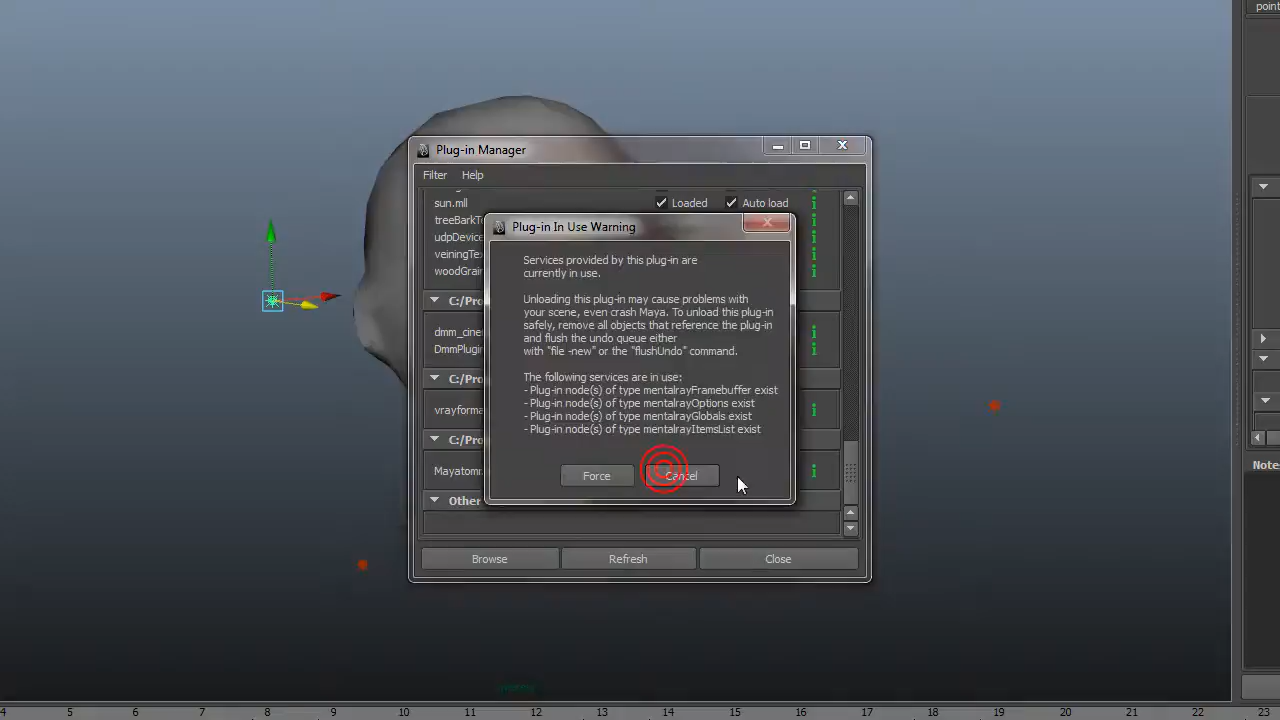 point
Plug-in Manager
Filter Help
sun.mll Loaded Auto load
Plug-in In Use Warning
Services provided by this plug-in are
currently in use.
Unloading this plug-in may cause problems with
your scene, even crash Maya. To unload this plug-in
safely, remove all objects that reference the plug-in
and flush the undo queue either
with "file -new" or the "flushUndo" command.
The following services are in use:
- Plug-in node(s) of type mentalrayFramebuffer exist
- Plug-in node(s) of type mentalrayOptions exist
- Plug-in node(s) of type mentalrayGlobals exist
- Plug-in node(s) of type mentalrayItemsList exist
Force Cancel
treeBarkT
udpDevice
veiningTex
woodGrain
C:/Pro
dmm_cine
DmmPlugin
C:/Pro
vrayforma
C:/Pro
Mayatomr
Other
Browse Refresh Close
Notes
4 5 6 7 8 9 10 11 12 13 14 15 16 17 18 19 20 21 22 23